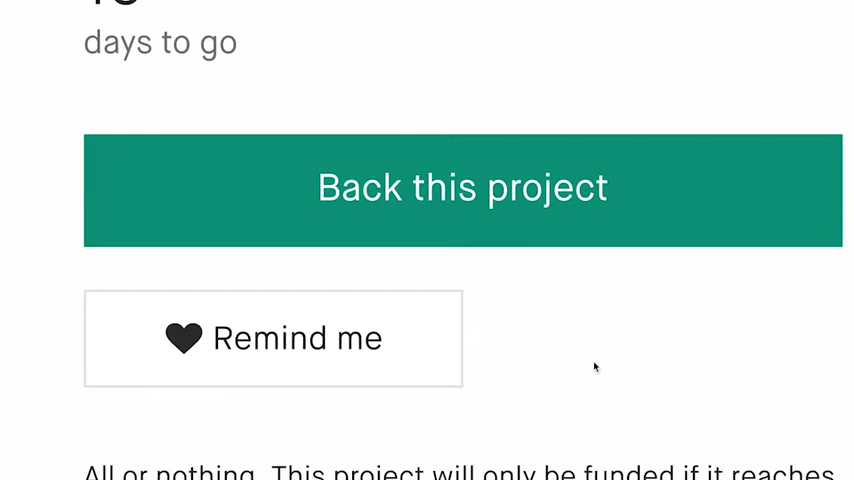 days to go
Back this project
Remind me
All or nothing. This project will only be funded if it reaches